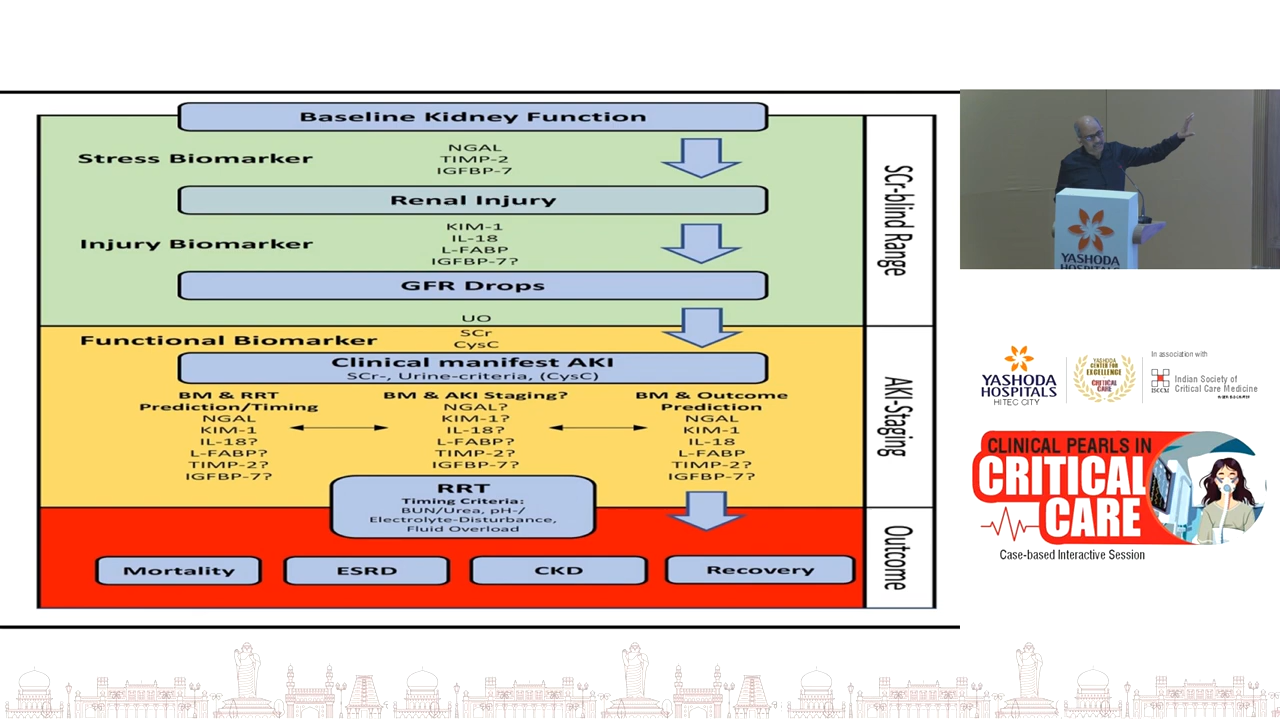 Baseline Kidney Function
Stress Biomarker
NGAL
TIMP-2
IGFBP-7
Renal Injury
Injury Biomarker
KIM-1
IL-18
L-FABP
IGFBP-7?
GFR Drops
UO
Functional Biomarker
SCr
CysC
Clinical manifest AKI
SCr-, Urine-criteria, (CysC)
BM & RRT
Prediction/Timing
NGAL
KIM-1
IL-18?
L-FABP?
TIMP-2?
IGFBP-7?
BM & AKI Staging?
NGAL?
KIM-1?
IL-18?
L-FABP?
TIMP-2?
IGFBP-7?
BM & Outcome
Prediction
NGAL
KIM-1
IL-18
L-FABP
TIMP-2?
IGFBP-7?
RRT
Timing Criteria:
BUN/Urea, pH-/
Electrolyte-Disturbance,
Fluid Overload
Mortality
ESRD
CKD
Recovery
SCr-blind Range
AKI-Staging
Outcome
YASHODA
HOSPITALS
YASHODA
HOSPITALS
HITEC CITY
YASHODA
CENTER FOR
EXCELLENCE
CRITICAL
CARE
In association with
ISCCM
Indian Society of
Critical Care Medicine
CLINICAL PEARLS IN
CRITICAL
CARE
Case-based Interactive Session